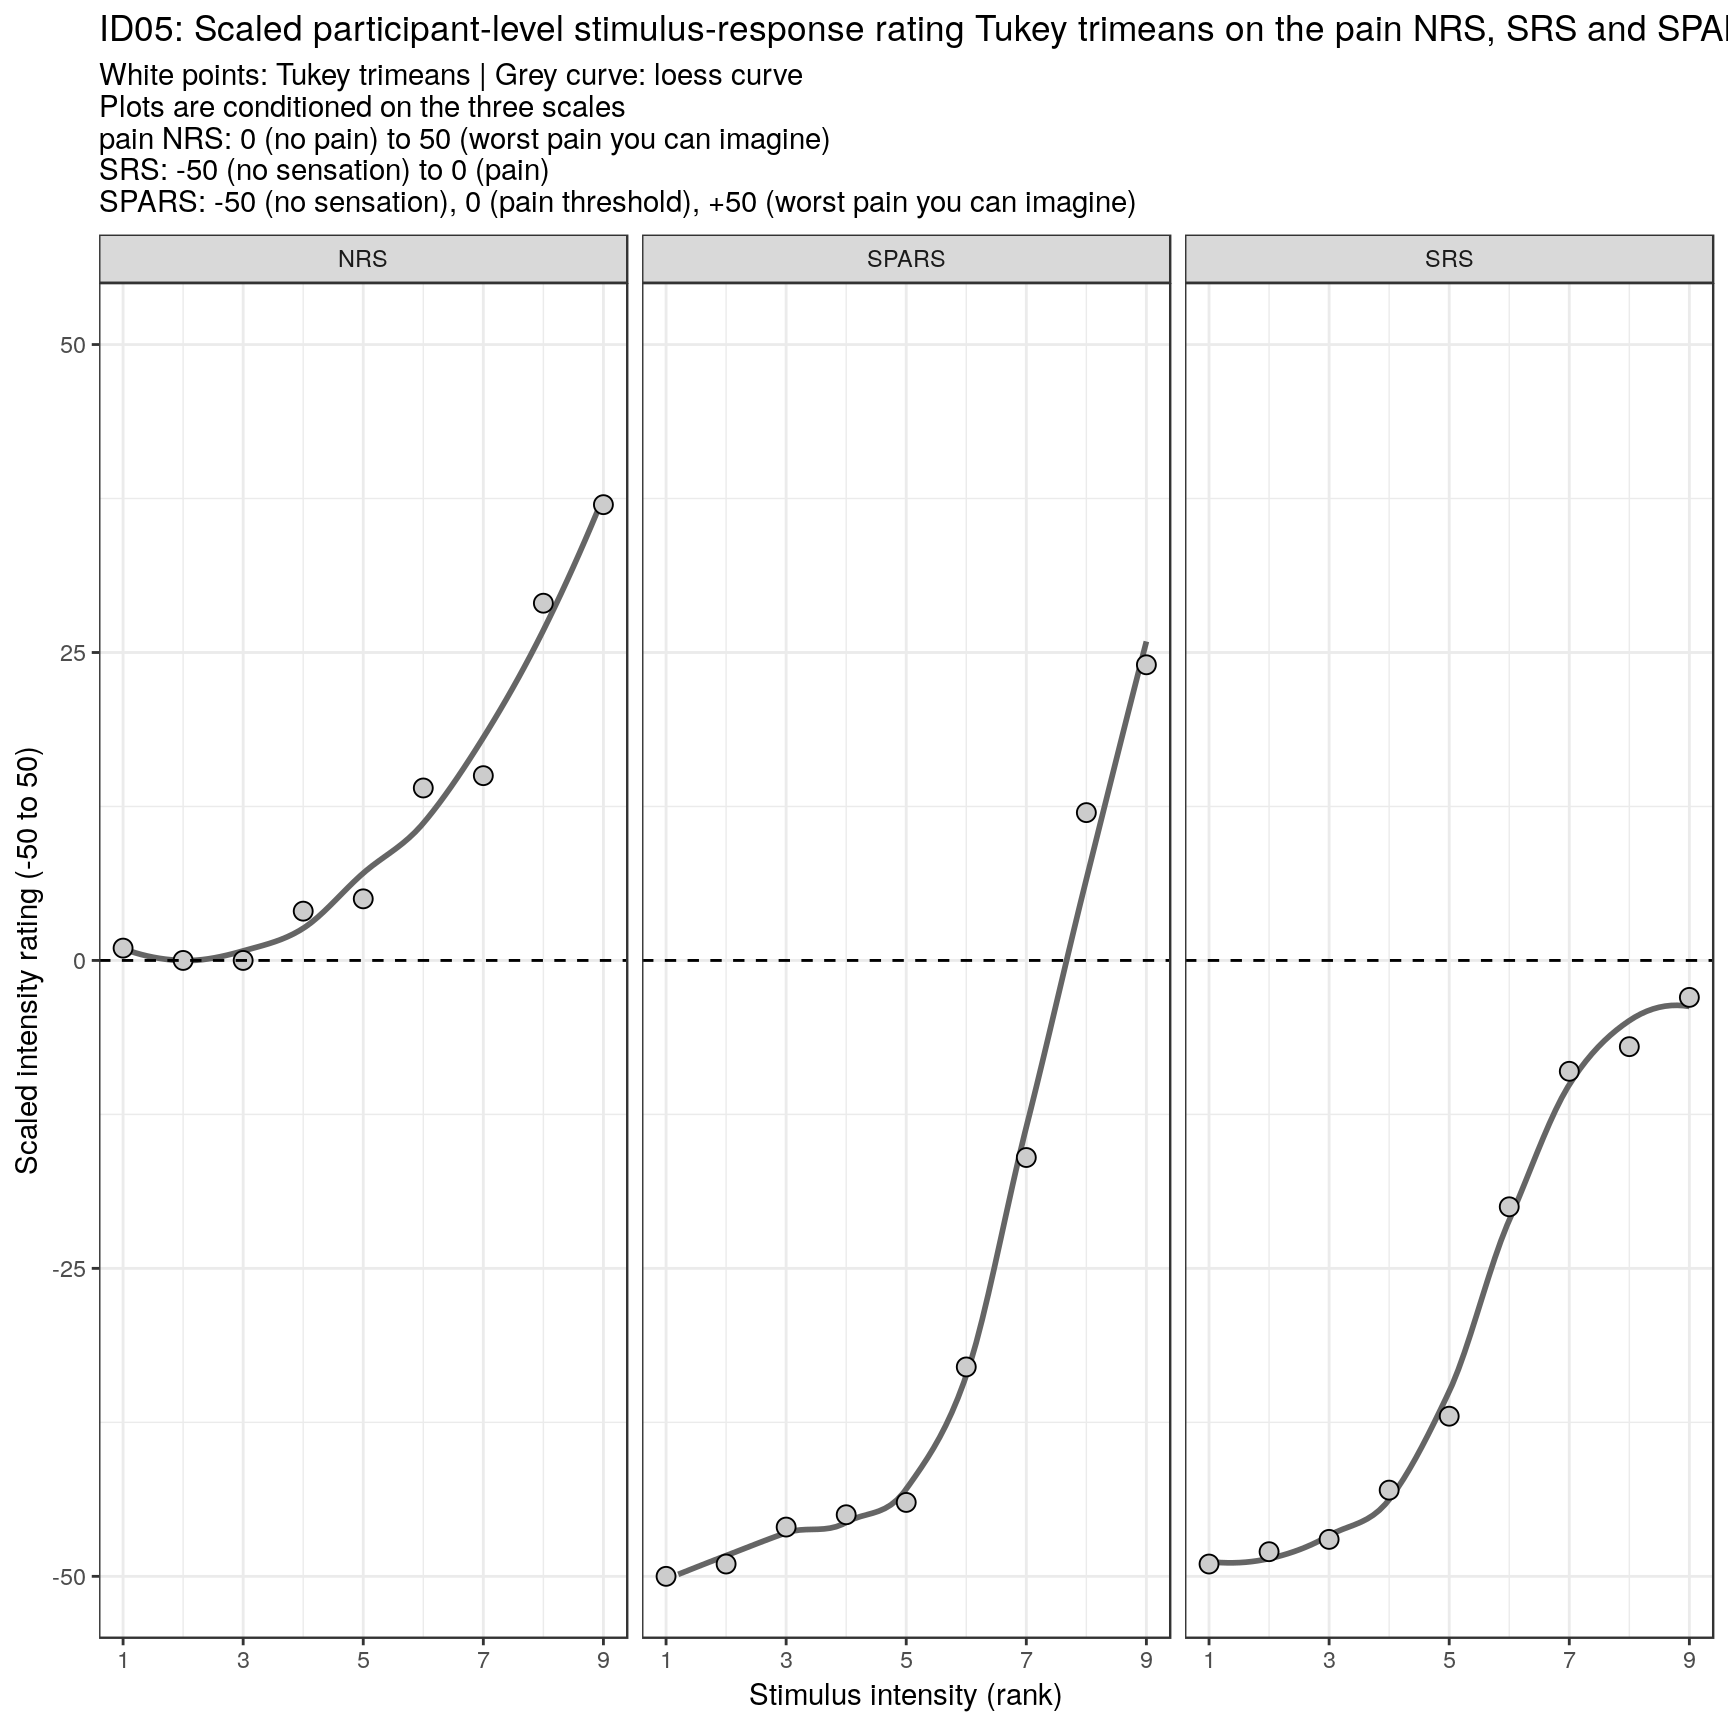 ID05: Scaled participant-level stimulus-response rating Tukey trimeans on the pain NRS, SRS and
White points: Tukey trimeans | Grey curve: loess curve
Plots are conditioned on the three scales
pain NRS: 0 (no pain) to 50 (worst pain you can imagine)
SRS: -50 (no sensation) to 0 (pain)
SPARS: -50 (no sensation), 0 (pain threshold), +50 (worst pain you can imagine)
NRS
SPARS
SRS
50
25
0
-25
-50
Scaled intensity rating (-50 to 50)
1 3 5 7 9
1 3 5 7 9
1 3 5 7 9
Stimulus intensity (rank)